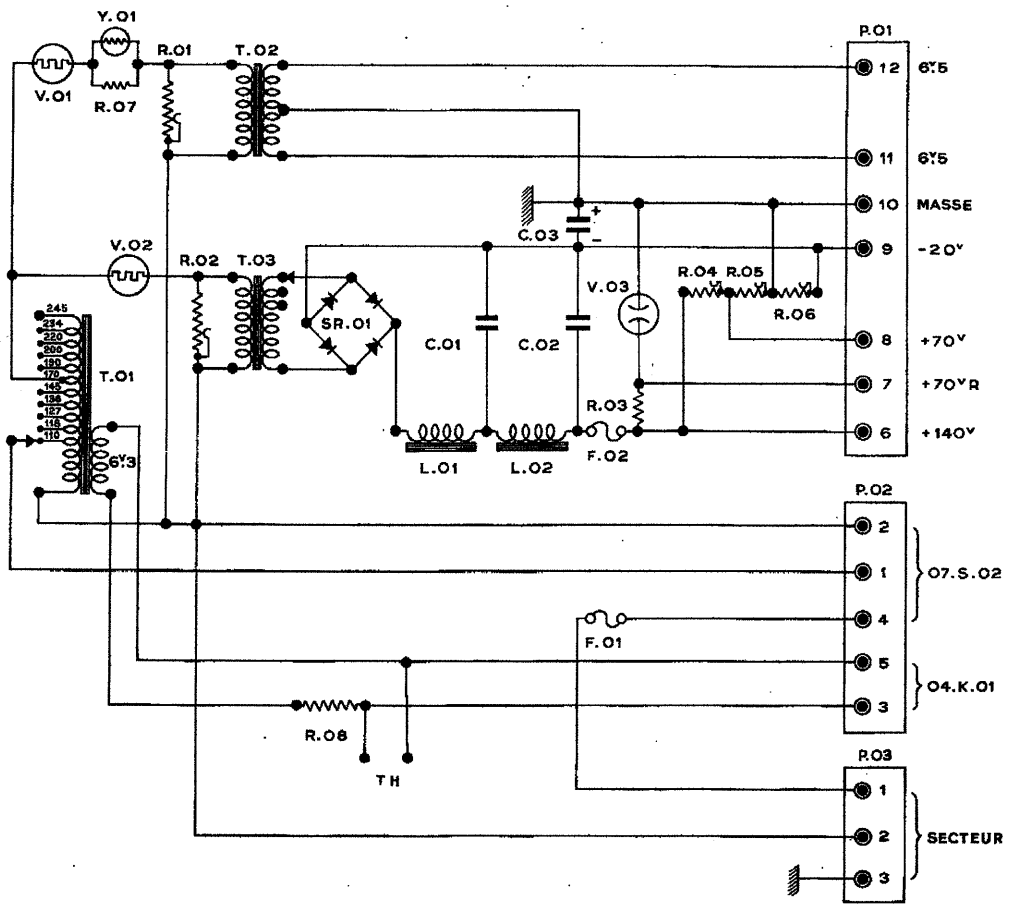 Y.01
P.01
R.01
T.02
12 6V5
V.01
R.07
11 6V5
10 MASSE
C.03
+
−
9 -20V
V.02
R.02
T.03
V.03
R.04
R.05
R.06
SR.01
C.01
C.02
8 +70V
7 +70VR
R.03
6 +140V
F.02
L.01
L.02
245
234
220
200
190
170
145
136
127
118
110
T.01
6V3
P.02
2
1
07.S.02
4
F.01
5
04.K.01
3
R.08
TH
P.03
1
2
SECTEUR
3